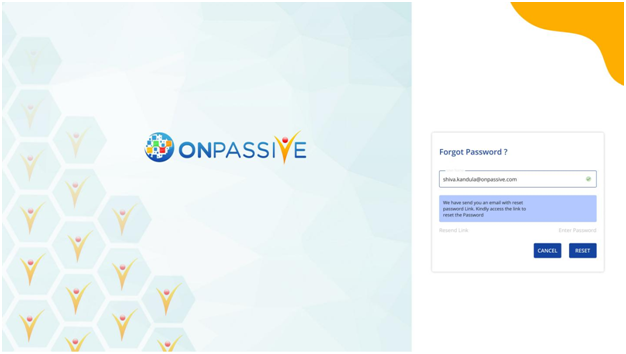 ONPASSIVE
Forgot Password ?
shiva.kandula@onpassive.com
We have send you an email with reset
password Link. Kindly access the link to
reset the Password
Resend Link
Enter Password
CANCEL
RESET